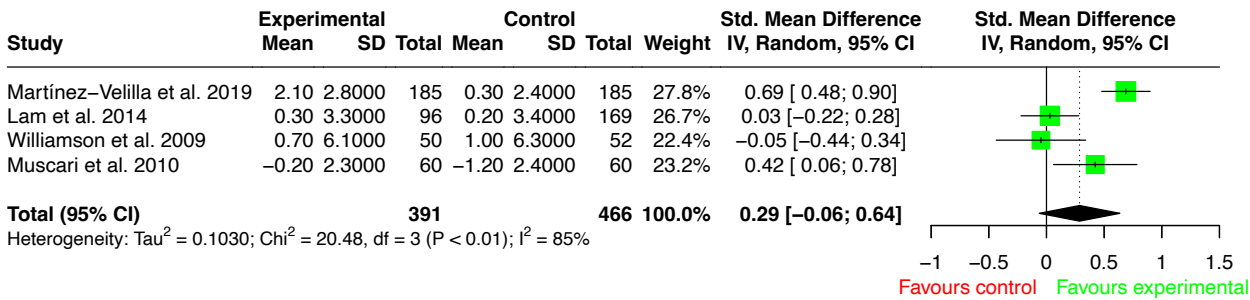 Experimental Control Std. Mean Difference Std. Mean Difference
Study Mean SD Total Mean SD Total Weight IV, Random, 95% CI IV, Random, 95% CI
Martínez−Velilla et al. 2019 2.10 2.8000 185 0.30 2.4000 185 27.8% 0.69 [ 0.48; 0.90]
Lam et al. 2014 0.30 3.3000 96 0.20 3.4000 169 26.7% 0.03 [−0.22; 0.28]
Williamson et al. 2009 0.70 6.1000 50 1.00 6.3000 52 22.4% −0.05 [−0.44; 0.34]
Muscari et al. 2010 −0.20 2.3000 60 −1.20 2.4000 60 23.2% 0.42 [ 0.06; 0.78]
Total (95% CI) 391 466 100.0% 0.29 [−0.06; 0.64]
Heterogeneity: Tau² = 0.1030; Chi² = 20.48, df = 3 (P < 0.01); I² = 85%
−1 −0.5 0 0.5 1 1.5
Favours control Favours experimental